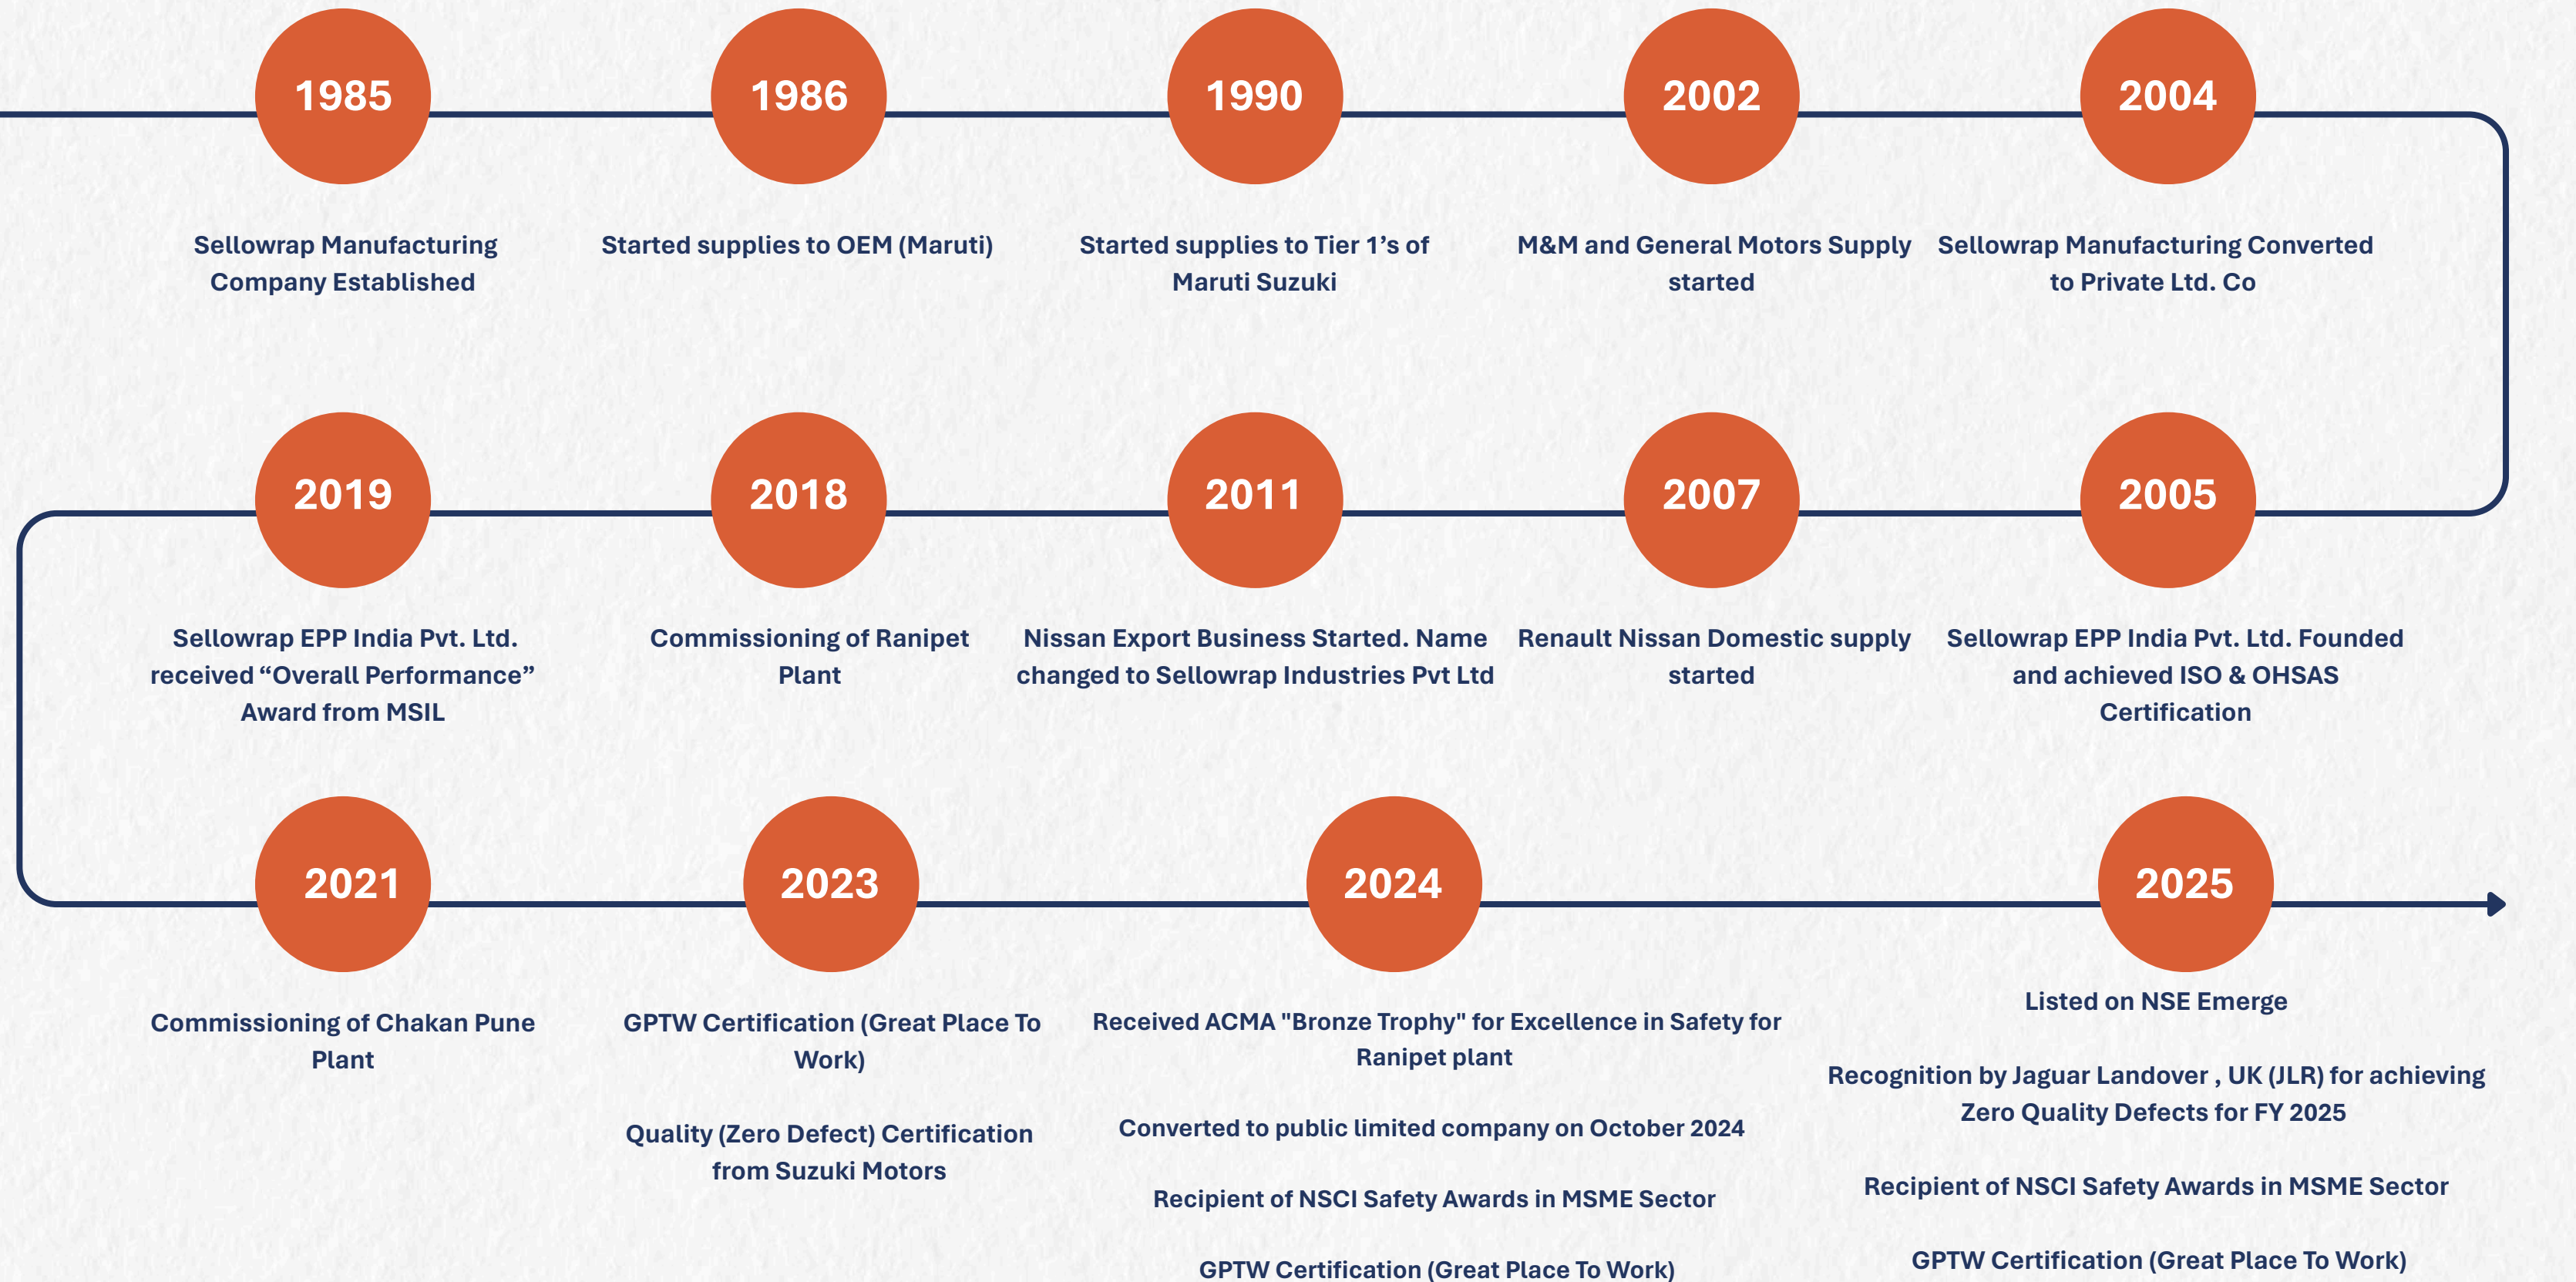 1985
Sellowrap Manufacturing
Company Established
1986
Started supplies to OEM (Maruti)
1990
Started supplies to Tier 1’s of
Maruti Suzuki
2002
M&M and General Motors Supply
started
2004
Sellowrap Manufacturing Converted
to Private Ltd. Co
2005
Sellowrap EPP India Pvt. Ltd. Founded
and achieved ISO & OHSAS
Certification
2007
Renault Nissan Domestic supply
started
2011
Nissan Export Business Started. Name
changed to Sellowrap Industries Pvt Ltd
2018
Commissioning of Ranipet
Plant
2019
Sellowrap EPP India Pvt. Ltd.
received “Overall Performance”
Award from MSIL
2021
Commissioning of Chakan Pune
Plant
2023
GPTW Certification (Great Place To
Work)
Quality (Zero Defect) Certification
from Suzuki Motors
2024
Received ACMA "Bronze Trophy" for Excellence in Safety for
Ranipet plant
Converted to public limited company on October 2024
Recipient of NSCI Safety Awards in MSME Sector
GPTW Certification (Great Place To Work)
2025
Listed on NSE Emerge
Recognition by Jaguar Landover , UK (JLR) for achieving
Zero Quality Defects for FY 2025
Recipient of NSCI Safety Awards in MSME Sector
GPTW Certification (Great Place To Work)